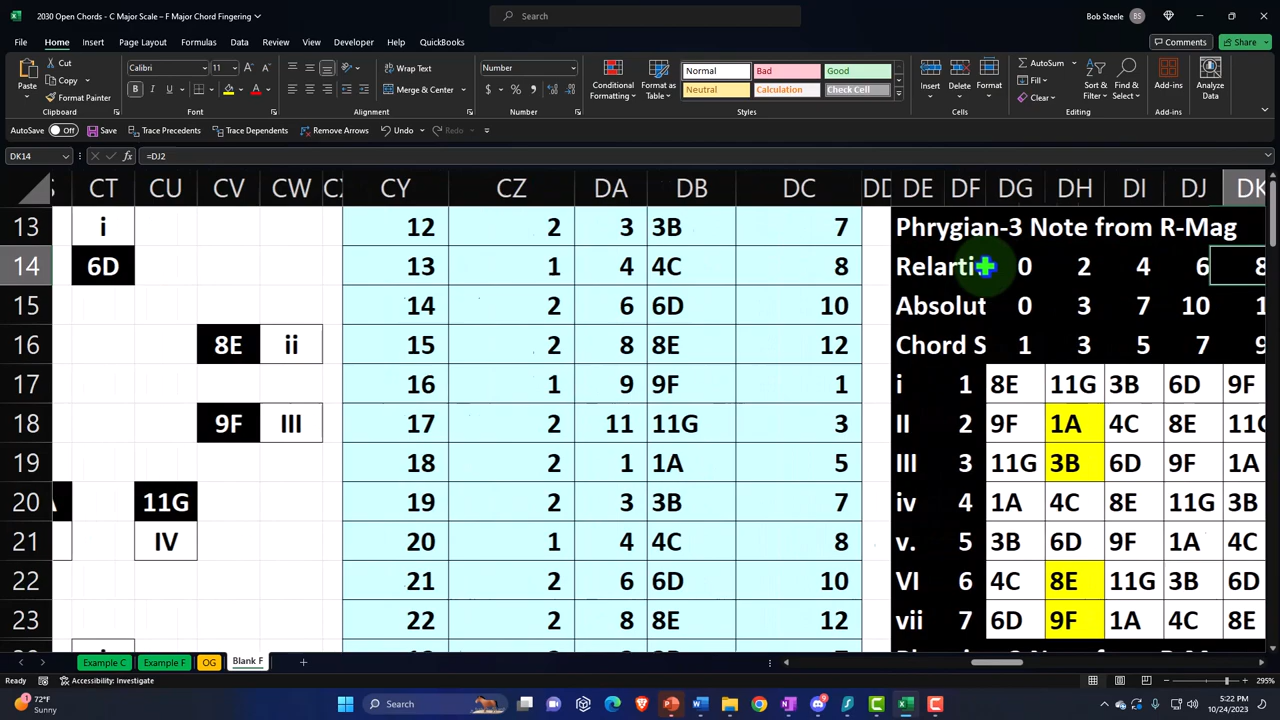 2030 Open Chords - C Major Scale – F Major Chord Fingering
Search
Bob Steele BS
File Home Insert Page Layout Formulas Data Review View Developer Help QuickBooks Comments Share
Cut
Copy
Format Painter
Paste
Clipboard
Calibri 11
B I U
Font
Wrap Text
Merge & Center
Alignment
Number
$ % 9
Number
Conditional Formatting
Format as Table
Normal Bad Good
Neutral Calculation Check Cell
Styles
Insert Delete Format
Cells
AutoSum
Fill
Clear
Sort & Filter
Find & Select
Editing
Add-ins
Add-ins
Analyze Data
AutoSave Off Save Trace Precedents Trace Dependents Remove Arrows Undo Redo
DK14 fx =DJ2
CT CU CV CW CX CY CZ DA DB DC DD DE DF DG DH DI DJ DK
13 i 12 2 3 3B 7 Phrygian-3 Note from R-Mag
14 6D 13 1 4 4C 8 Relarti 0 2 4 6 8
15 14 2 6 6D 10 Absolut 0 3 7 10 1
16 8E ii 15 2 8 8E 12 Chord S 1 3 5 7 9
17 16 1 9 9F 1 i 1 8E 11G 3B 6D 9F
18 9F III 17 2 11 11G 3 II 2 9F 1A 4C 8E 11G
19 18 2 1 1A 5 III 3 11G 3B 6D 9F 1A
20 11G 19 2 3 3B 7 iv 4 1A 4C 8E 11G 3B
21 IV 20 1 4 4C 8 v. 5 3B 6D 9F 1A 4C
22 21 2 6 6D 10 VI 6 4C 8E 11G 3B 6D
23 22 2 8 8E 12 vii 7 6D 9F 1A 4C 8E
Example C Example F OG Blank F
Ready Accessibility: Investigate 295%
72°F
Sunny
Search
5:22 PM
10/24/2023